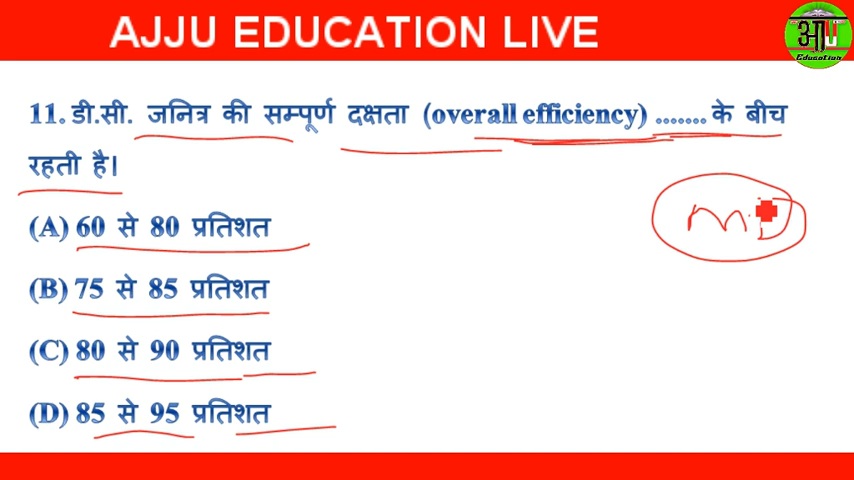 AJJU EDUCATION LIVE
अJU
Education
11. डी.सी. जनित्र की सम्पूर्ण दक्षता (overall efficiency) ........ के बीच
रहती है।
(A) 60 से 80 प्रतिशत
(B) 75 से 85 प्रतिशत
(C) 80 से 90 प्रतिशत
(D) 85 से 95 प्रतिशत